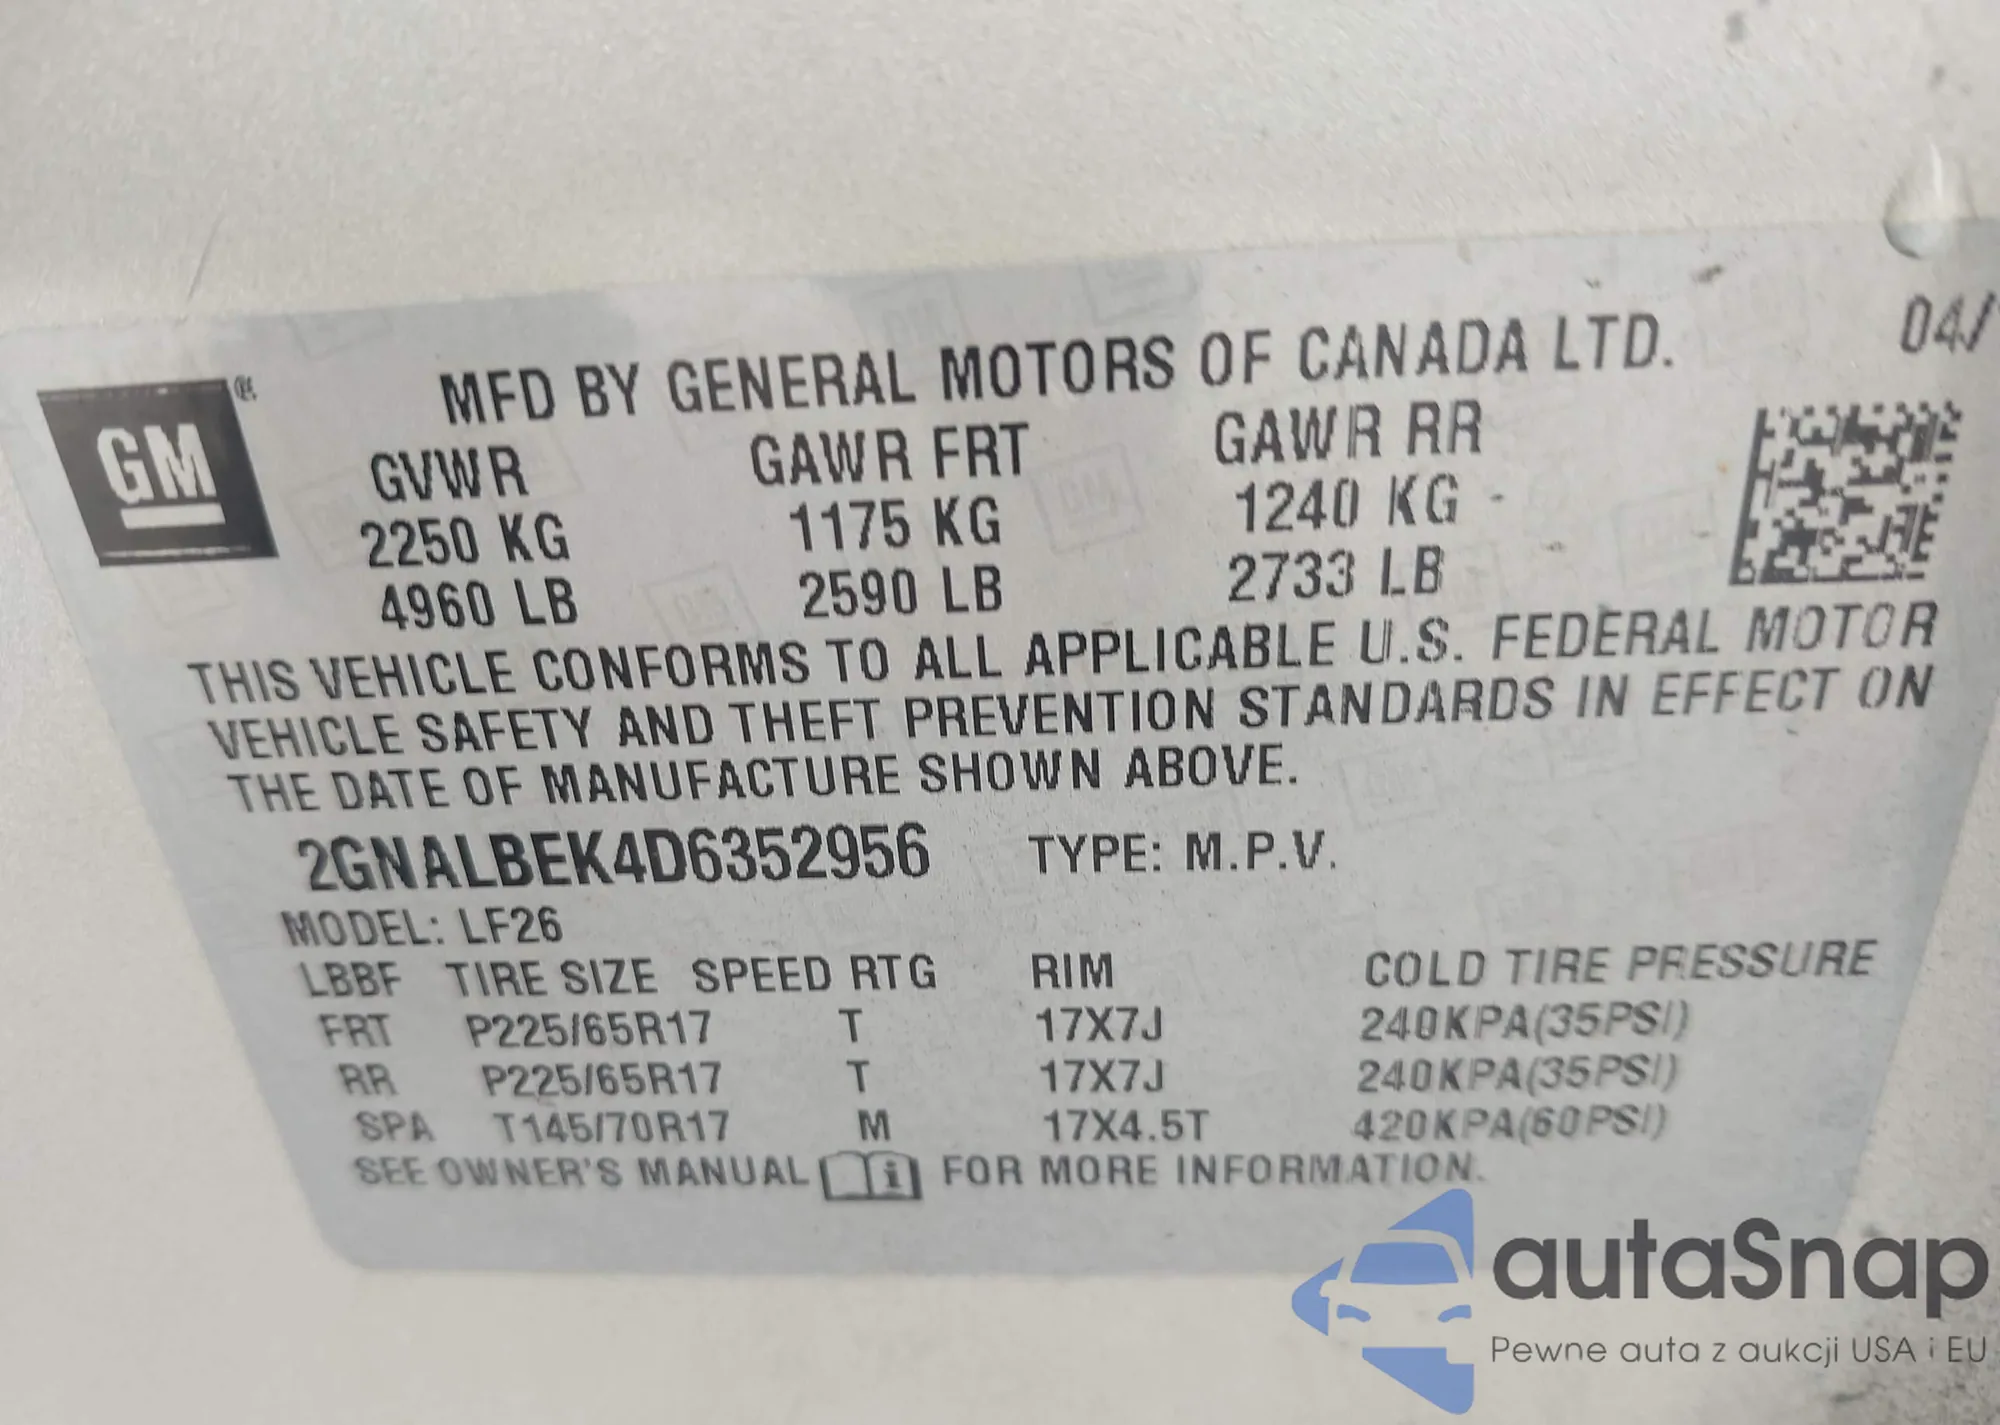 04/
MFD BY GENERAL MOTORS OF CANADA LTD.
GM
GVWR GAWR FRT GAWR RR
2250 KG 1175 KG 1240 KG
4960 LB 2590 LB 2733 LB
THIS VEHICLE CONFORMS TO ALL APPLICABLE U.S. FEDERAL MOTOR
VEHICLE SAFETY AND THEFT PREVENTION STANDARDS IN EFFECT ON
THE DATE OF MANUFACTURE SHOWN ABOVE.
2GNALBEK4D6352956 TYPE: M.P.V.
MODEL: LF26
LBBF TIRE SIZE SPEED RTG RIM COLD TIRE PRESSURE
FRT P225/65R17 T 17X7J 240KPA(35PSI)
RR P225/65R17 T 17X7J 240KPA(35PSI)
SPA T145/70R17 M 17X4.5T 420KPA(60PSI)
SEE OWNER'S MANUAL i FOR MORE INFORMATION.
autaSnap
Pewne auta z aukcji USA i EU